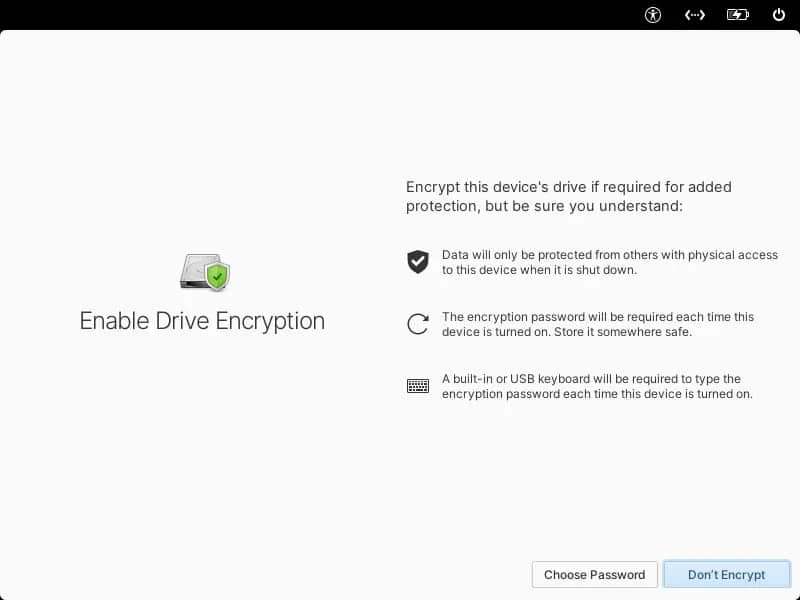 Enable Drive Encryption
Encrypt this device's drive if required for added
protection, but be sure you understand:
Data will only be protected from others with physical access
to this device when it is shut down.
The encryption password will be required each time this
device is turned on. Store it somewhere safe.
A built-in or USB keyboard will be required to type the
encryption password each time this device is turned on.
Choose Password
Don’t Encrypt